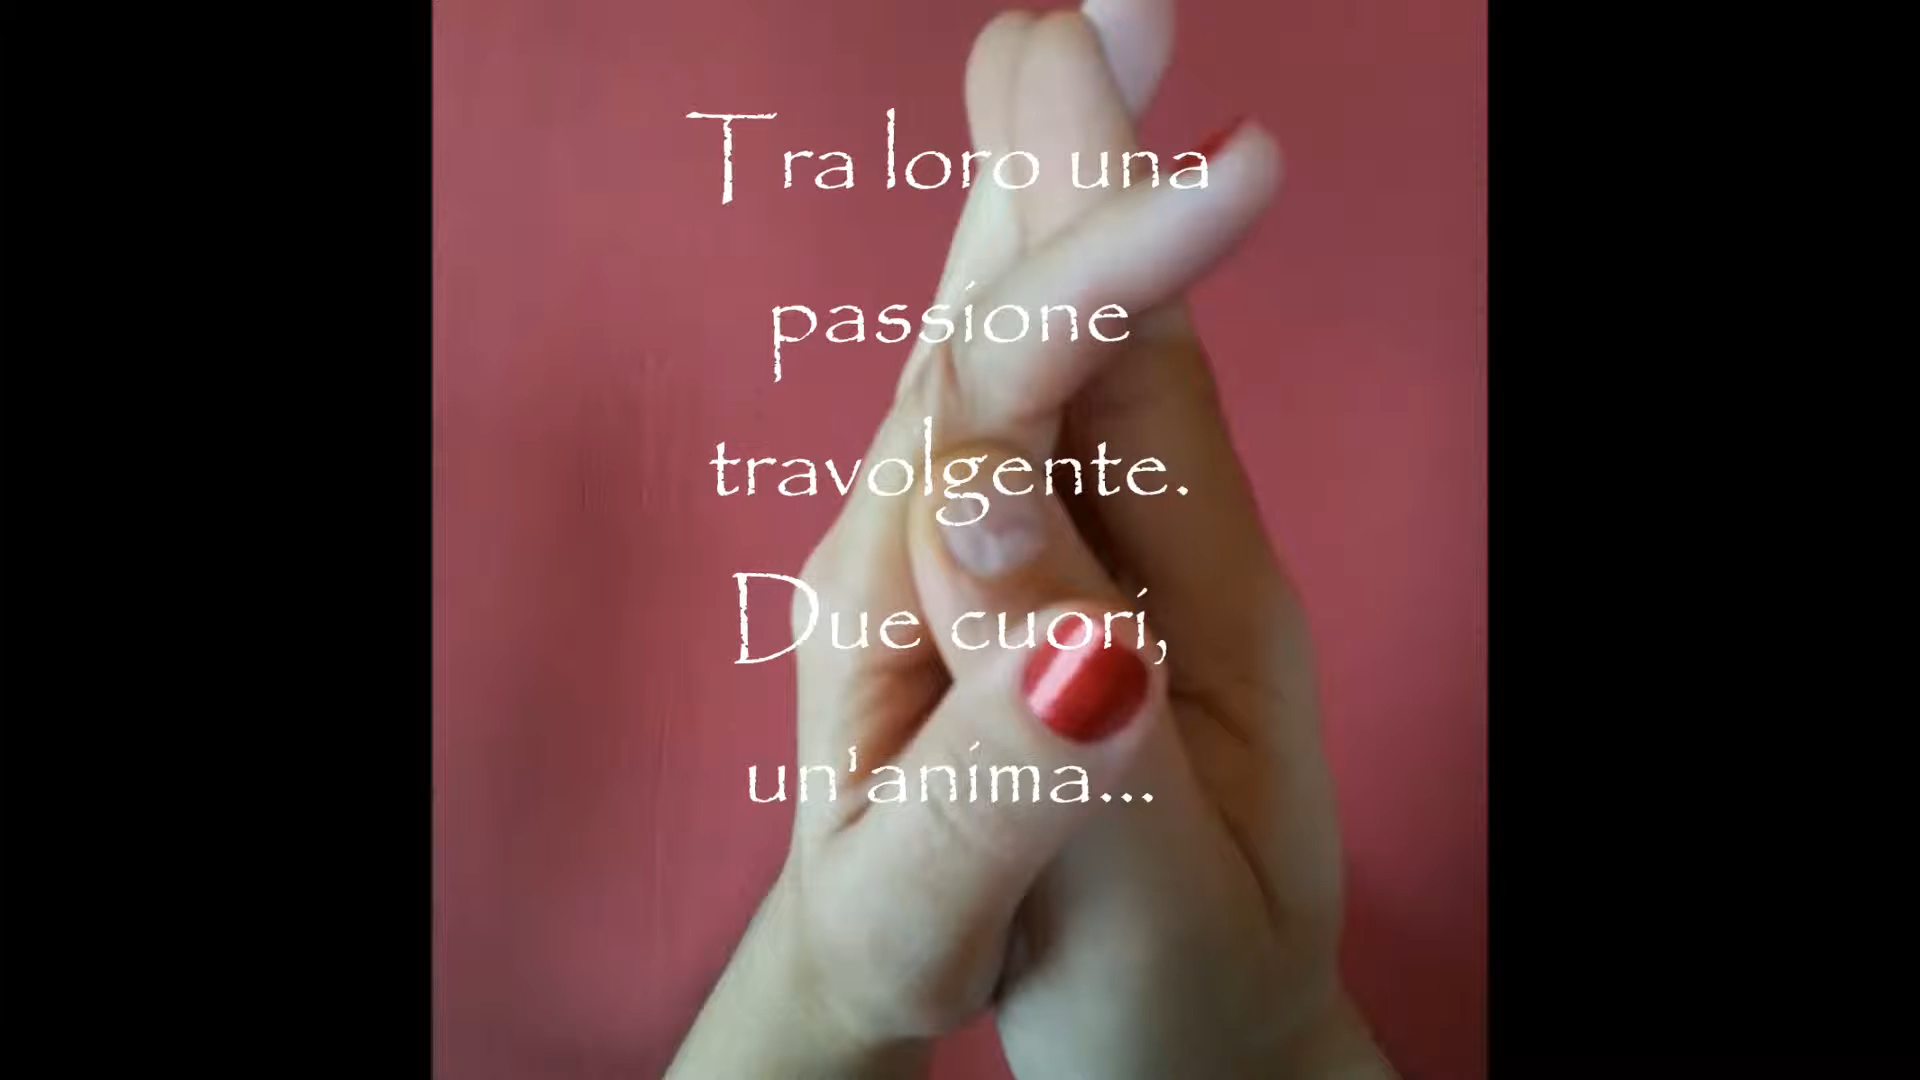 Tra loro una
passione
travolgente.
Due cuori,
un'anima...